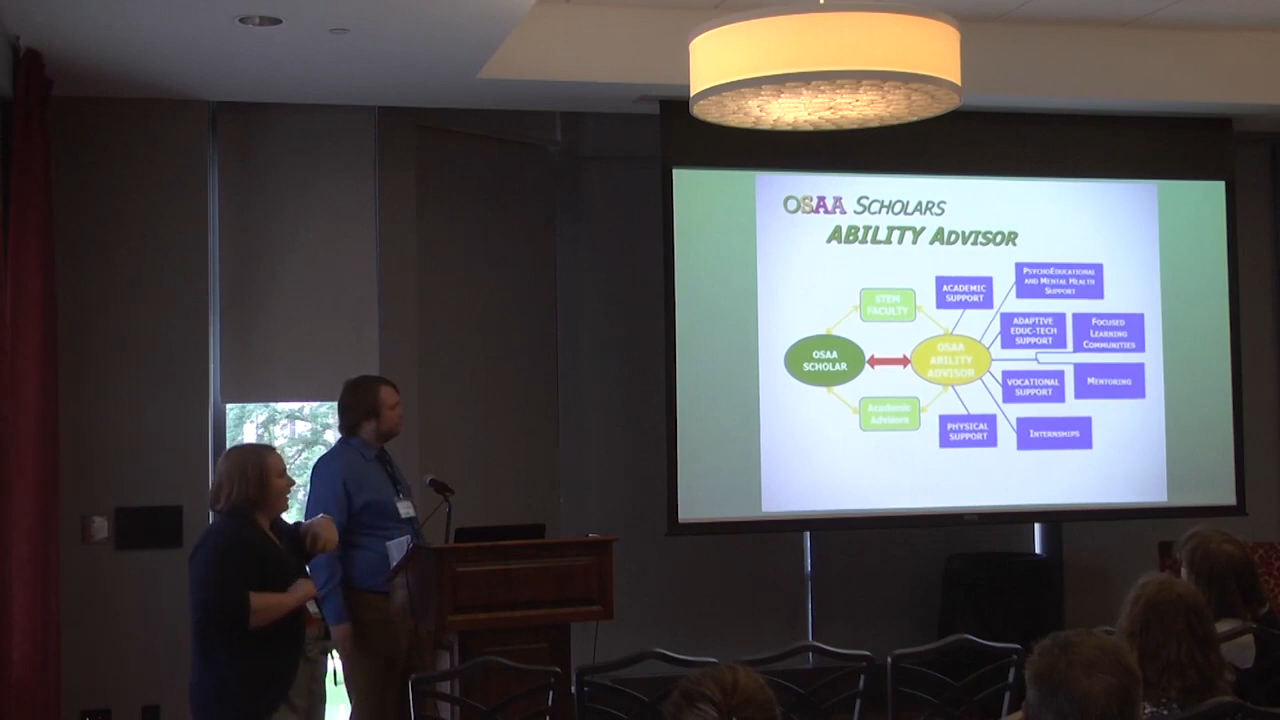 OSAA SCHOLARS
ABILITY ADVISOR
STEM
FACULTY
ACADEMIC
SUPPORT
PSYCHOEDUCATIONAL
AND MENTAL HEALTH
SUPPORT
ADAPTIVE
EDUC-TECH
SUPPORT
FOCUSED
LEARNING
COMMUNITIES
OSAA
SCHOLAR
OSAA
ABILITY
ADVISOR
VOCATIONAL
SUPPORT
MENTORING
Academic
Advisors
PHYSICAL
SUPPORT
INTERNSHIPS